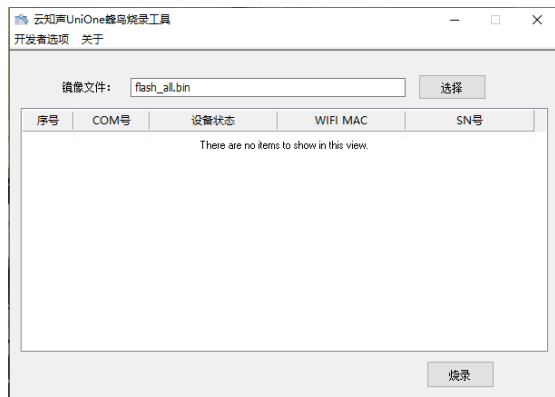 云知声UniOne蜂鸟烧录工具
开发者选项 关于
镜像文件： flash_all.bin 选择
序号 COM号 设备状态 WIFI MAC SN号
There are no items to show in this view.
烧录